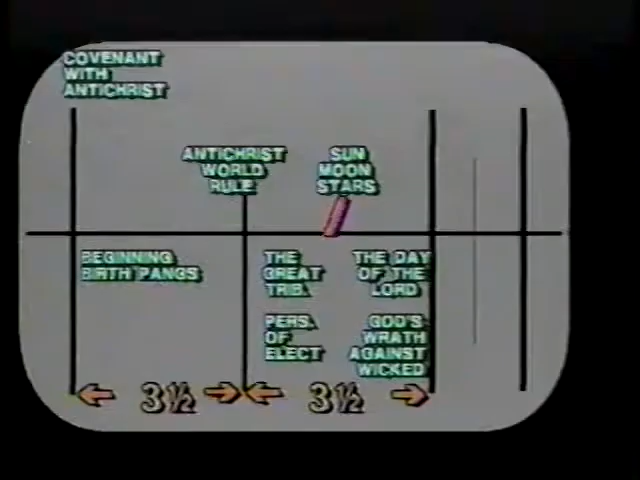 COVENANT
WITH
ANTICHRIST
ANTICHRIST
WORLD
RULE
SUN
MOON
STARS
BEGINNING
BIRTH PANGS
THE
GREAT
TRIB.
THE DAY
OF THE
LORD
PERS.
OF
ELECT
GOD'S
WRATH
AGAINST
WICKED
3½
3½